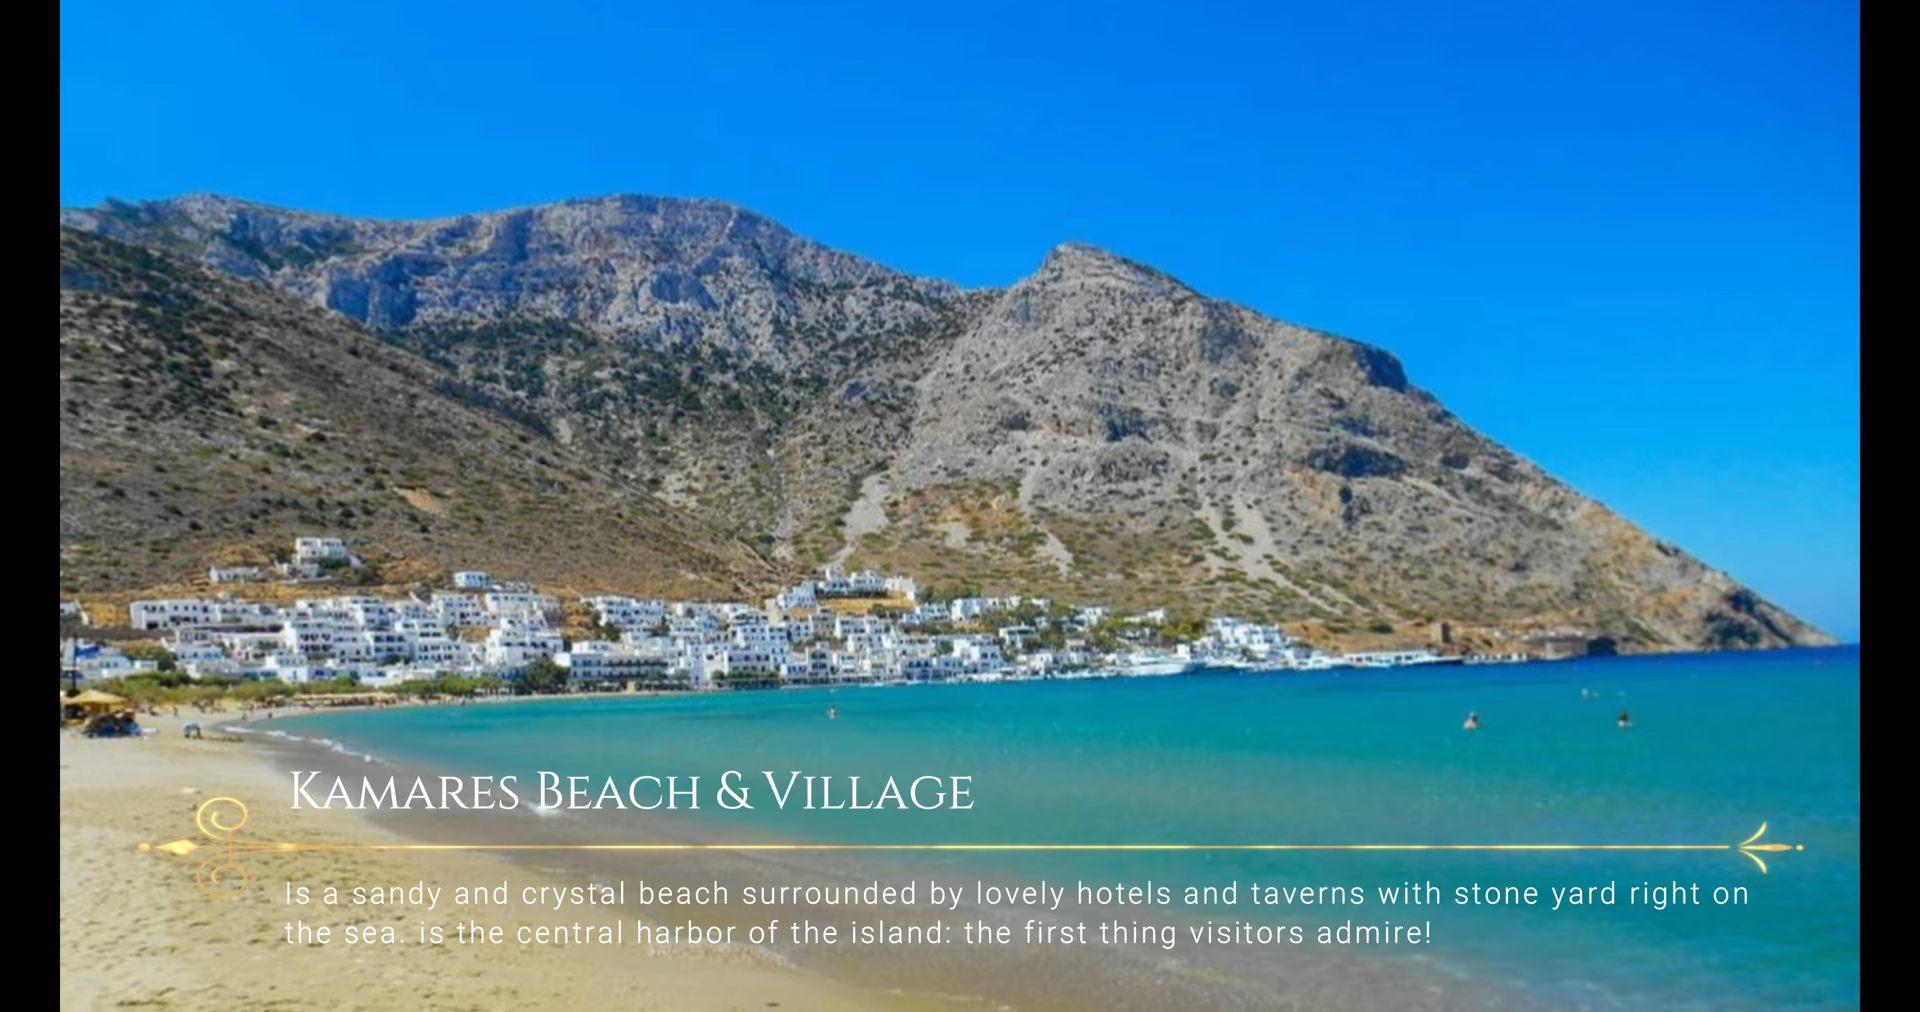 Kamares Beach & Village
Is a sandy and crystal beach surrounded by lovely hotels and taverns with stone yard right on
the sea. is the central harbor of the island: the first thing visitors admire!